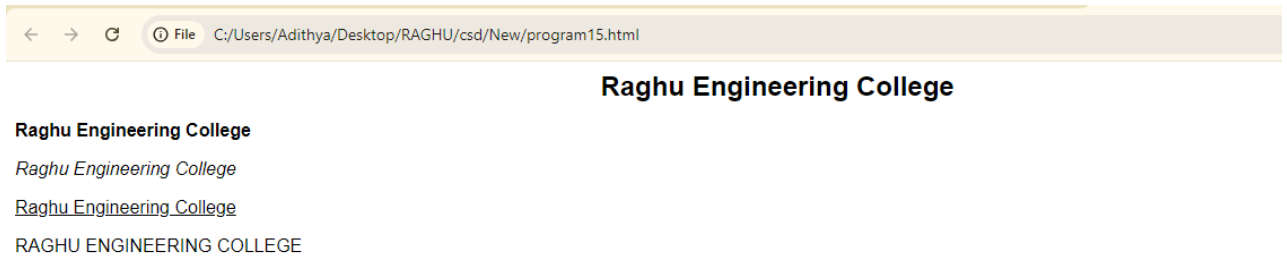 File C:/Users/Adithya/Desktop/RAGHU/csd/New/program15.html
Raghu Engineering College
Raghu Engineering College
Raghu Engineering College
Raghu Engineering College
RAGHU ENGINEERING COLLEGE